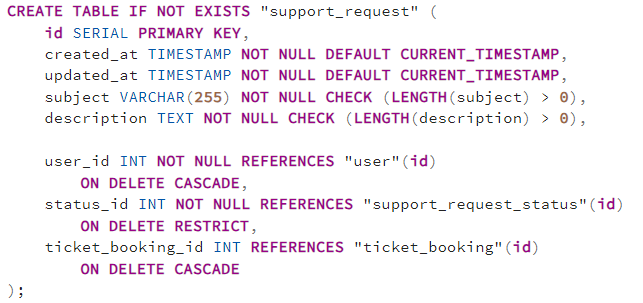 CREATE TABLE IF NOT EXISTS "support_request" (
    id SERIAL PRIMARY KEY,
    created_at TIMESTAMP NOT NULL DEFAULT CURRENT_TIMESTAMP,
    updated_at TIMESTAMP NOT NULL DEFAULT CURRENT_TIMESTAMP,
    subject VARCHAR(255) NOT NULL CHECK (LENGTH(subject) > 0),
    description TEXT NOT NULL CHECK (LENGTH(description) > 0),

    user_id INT NOT NULL REFERENCES "user"(id)
        ON DELETE CASCADE,
    status_id INT NOT NULL REFERENCES "support_request_status"(id)
        ON DELETE RESTRICT,
    ticket_booking_id INT REFERENCES "ticket_booking"(id)
        ON DELETE CASCADE
);